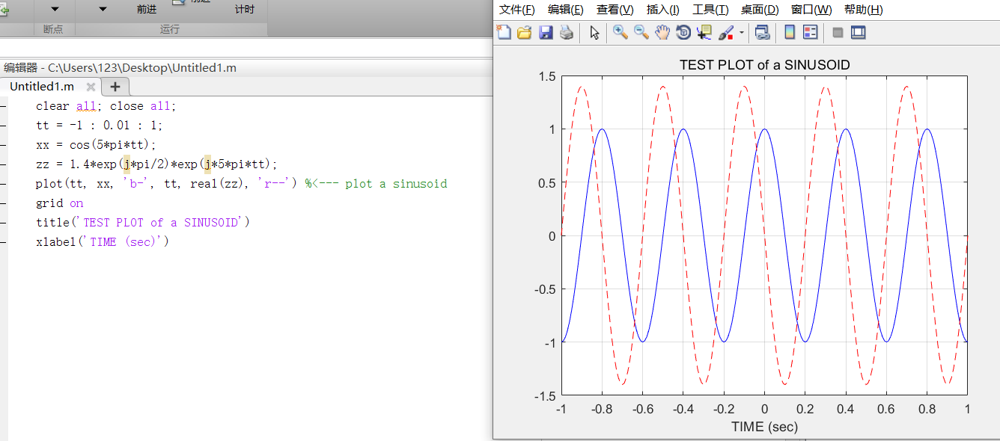 前进
计时
断点
运行
编辑器 - C:\Users\123\Desktop\Untitled1.m
Untitled1.m
clear all; close all;
tt = -1 : 0.01 : 1;
xx = cos(5*pi*tt);
zz = 1.4*exp(j*pi/2)*exp(j*5*pi*tt);
plot(tt, xx, 'b-', tt, real(zz), 'r--') %<--- plot a sinusoid
grid on
title('TEST PLOT of a SINUSOID')
xlabel('TIME (sec)')
文件(F) 编辑(E) 查看(V) 插入(I) 工具(T) 桌面(D) 窗口(W) 帮助(H)
TEST PLOT of a SINUSOID
1.5
1
0.5
0
-0.5
-1
-1.5
-1 -0.8 -0.6 -0.4 -0.2 0 0.2 0.4 0.6 0.8 1
TIME (sec)